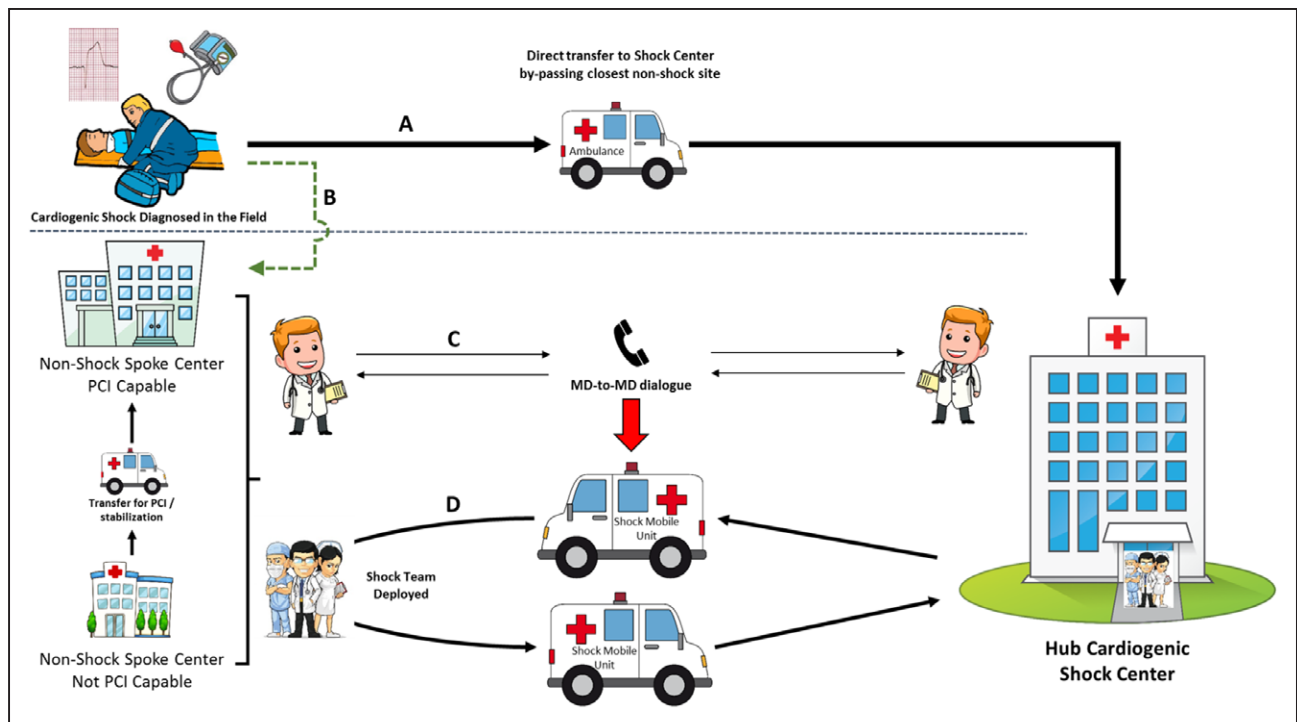 Direct transfer to Shock Center
by-passing closest non-shock site
A
Ambulance
B
Cardiogenic Shock Diagnosed in the Field
Non-Shock Spoke Center
PCI Capable
C
MD-to-MD dialogue
Transfer for PCI /
stabilization
D
Shock Mobile
Unit
Shock Team
Deployed
Shock Mobile
Unit
Non-Shock Spoke Center
Not PCI Capable
Hub Cardiogenic
Shock Center